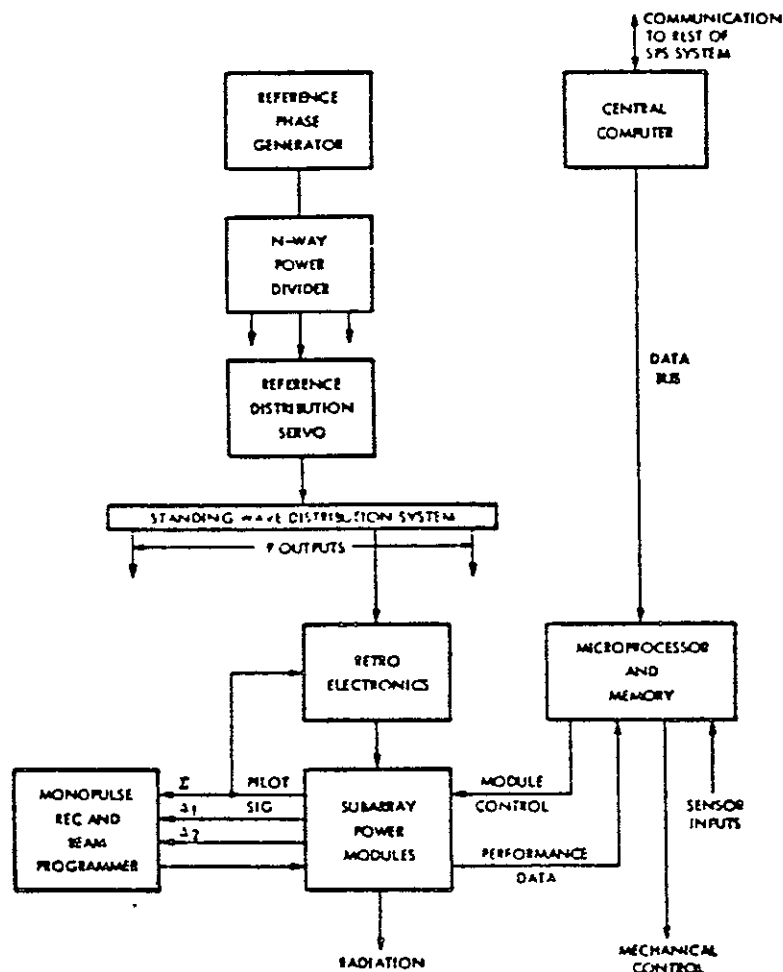 COMMUNICATION
TO REST OF
SPS SYSTEM
REFERENCE
PHASE
GENERATOR
CENTRAL
COMPUTER
N-WAY
POWER
DIVIDER
REFERENCE
DISTRIBUTION
SERVO
DATA
BUS
STANDING WAVE DISTRIBUTION SYSTEM
OUTPUTS
RETRO
ELECTRONICS
MICROPROCESSOR
AND
MEMORY
MONOPULSE
REC AND
BEAM
PROGRAMMER
Σ
Δ1
Δ2
PILOT
SIG
SUBARRAY
POWER
MODULES
MODULE
CONTROL
PERFORMANCE
DATA
SENSOR
INPUTS
RADIATION
MECHANICAL
CONTROL